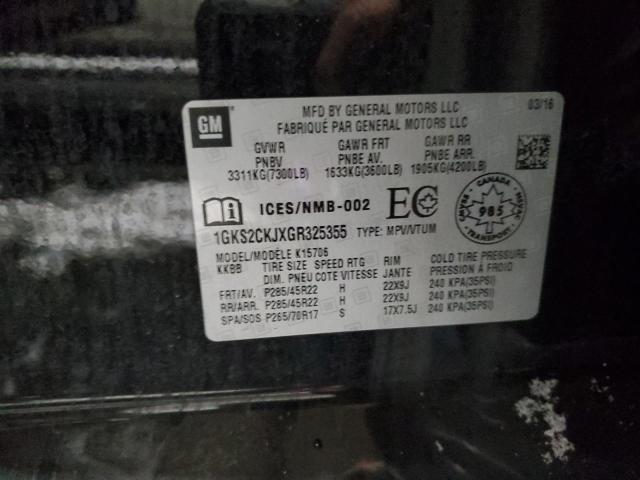 GM
MFD BY GENERAL MOTORS LLC 03/16
FABRIQUÉ PAR GENERAL MOTORS LLC
GVWR GAWR FRT GAWR RR
PNBV PNBE AV. PNBE ARR.
3311KG(7300LB) 1633KG(3600LB) 1905KG(4200LB)
ICES/NMB-002 EC
CANADA
985
1GKS2CKJXGR325355 TYPE: MPV/VTUM
MODEL/MODÈLE K15706
KKBB TIRE SIZE SPEED RTG RIM COLD TIRE PRESSURE
DIM. PNEU COTE VITESSE JANTE PRESSION À FROID
FRT/AV. P285/45R22 H 22X9J 240 KPA(35PSI)
RR/ARR. P285/45R22 H 22X9J 240 KPA(35PSI)
SPA/SOS P265/70R17 S 17X7.5J 240 KPA(35PSI)